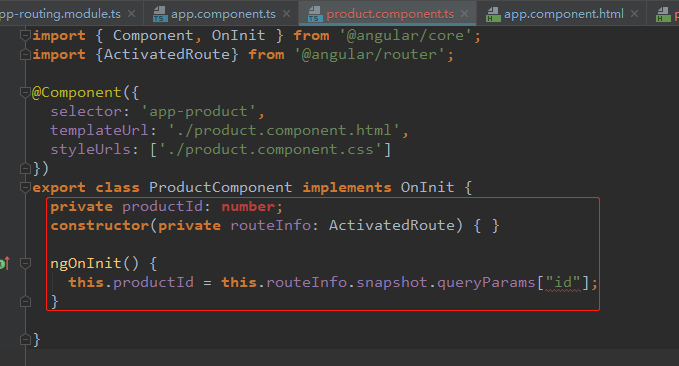 pp-routing.module.ts × app.component.ts × product.component.ts × app.component.html × p
import { Component, OnInit } from '@angular/core';
import {ActivatedRoute} from '@angular/router';
@Component({
  selector: 'app-product',
  templateUrl: './product.component.html',
  styleUrls: ['./product.component.css']
})
export class ProductComponent implements OnInit {
  private productId: number;
  constructor(private routeInfo: ActivatedRoute) { }
  ngOnInit() {
    this.productId = this.routeInfo.snapshot.queryParams["id"];
  }
}